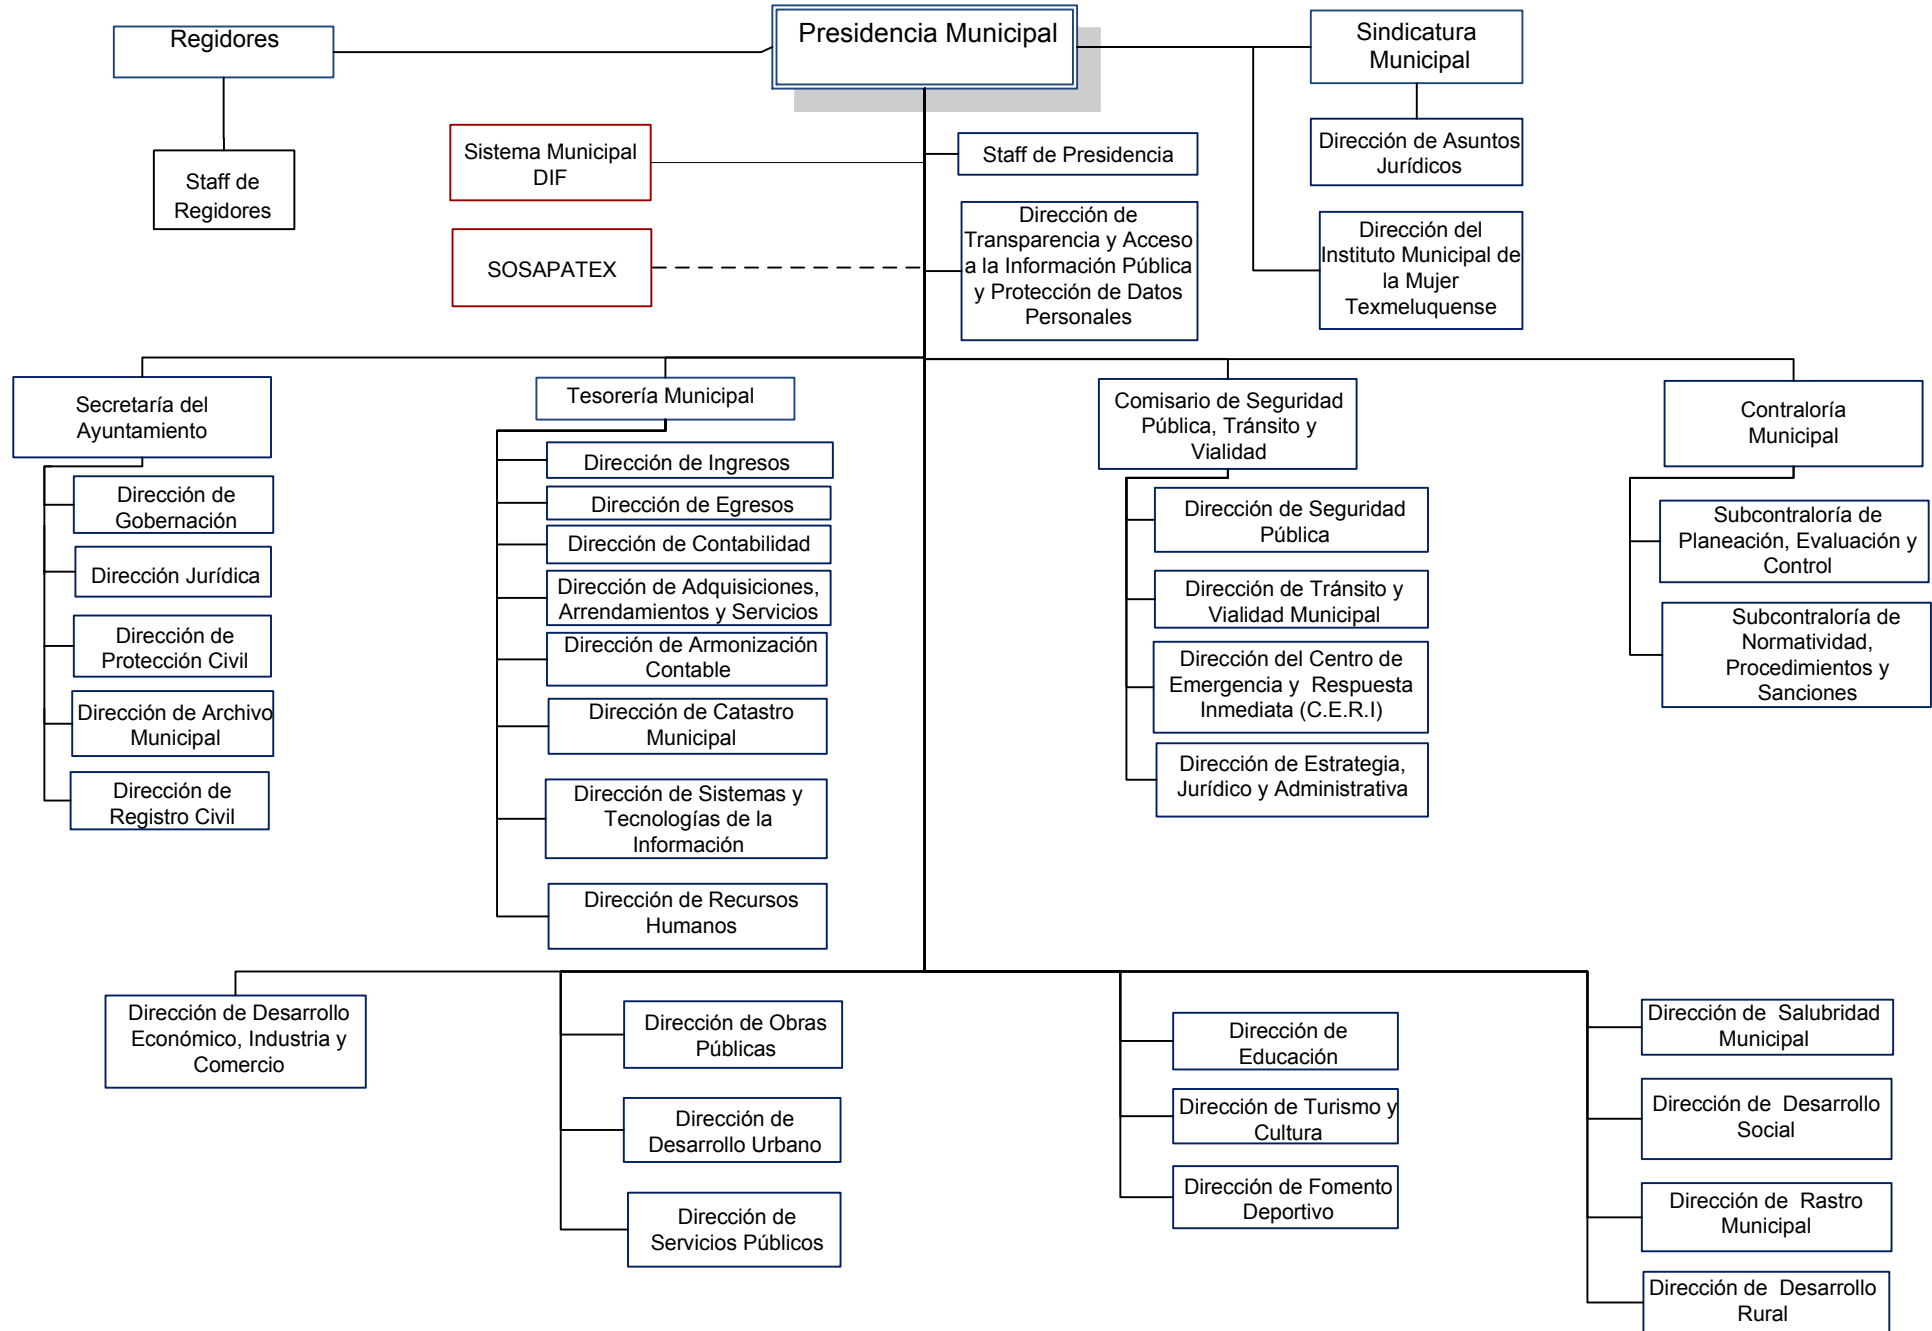 Regidores
Presidencia Municipal
Sindicatura
Municipal
Staff de
Regidores
Sistema Municipal
DIF
SOSAPATEX
Staff de Presidencia
Dirección de
Transparencia y Acceso
a la Información Pública
y Protección de Datos
Personales
Dirección de Asuntos
Jurídicos
Dirección del
Instituto Municipal de
la Mujer
Texmeluquense
Secretaría del
Ayuntamiento
Dirección de
Gobernación
Dirección Jurídica
Dirección de
Protección Civil
Dirección de Archivo
Municipal
Dirección de
Registro Civil
Tesorería Municipal
Dirección de Ingresos
Dirección de Egresos
Dirección de Contabilidad
Dirección de Adquisiciones,
Arrendamientos y Servicios
Dirección de Armonización
Contable
Dirección de Catastro
Municipal
Dirección de Sistemas y
Tecnologías de la
Información
Dirección de Recursos
Humanos
Comisario de Seguridad
Pública, Tránsito y
Vialidad
Dirección de Seguridad
Pública
Dirección de Tránsito y
Vialidad Municipal
Dirección del Centro de
Emergencia y Respuesta
Inmediata (C.E.R.I)
Dirección de Estrategia,
Jurídico y Administrativa
Contraloría
Municipal
Subcontraloría de
Planeación, Evaluación y
Control
Subcontraloría de
Normatividad,
Procedimientos y
Sanciones
Dirección de Desarrollo
Económico, Industria y
Comercio
Dirección de Obras
Públicas
Dirección de
Desarrollo Urbano
Dirección de
Servicios Públicos
Dirección de
Educación
Dirección de Turismo y
Cultura
Dirección de Fomento
Deportivo
Dirección de Salubridad
Municipal
Dirección de Desarrollo
Social
Dirección de Rastro
Municipal
Dirección de Desarrollo
Rural